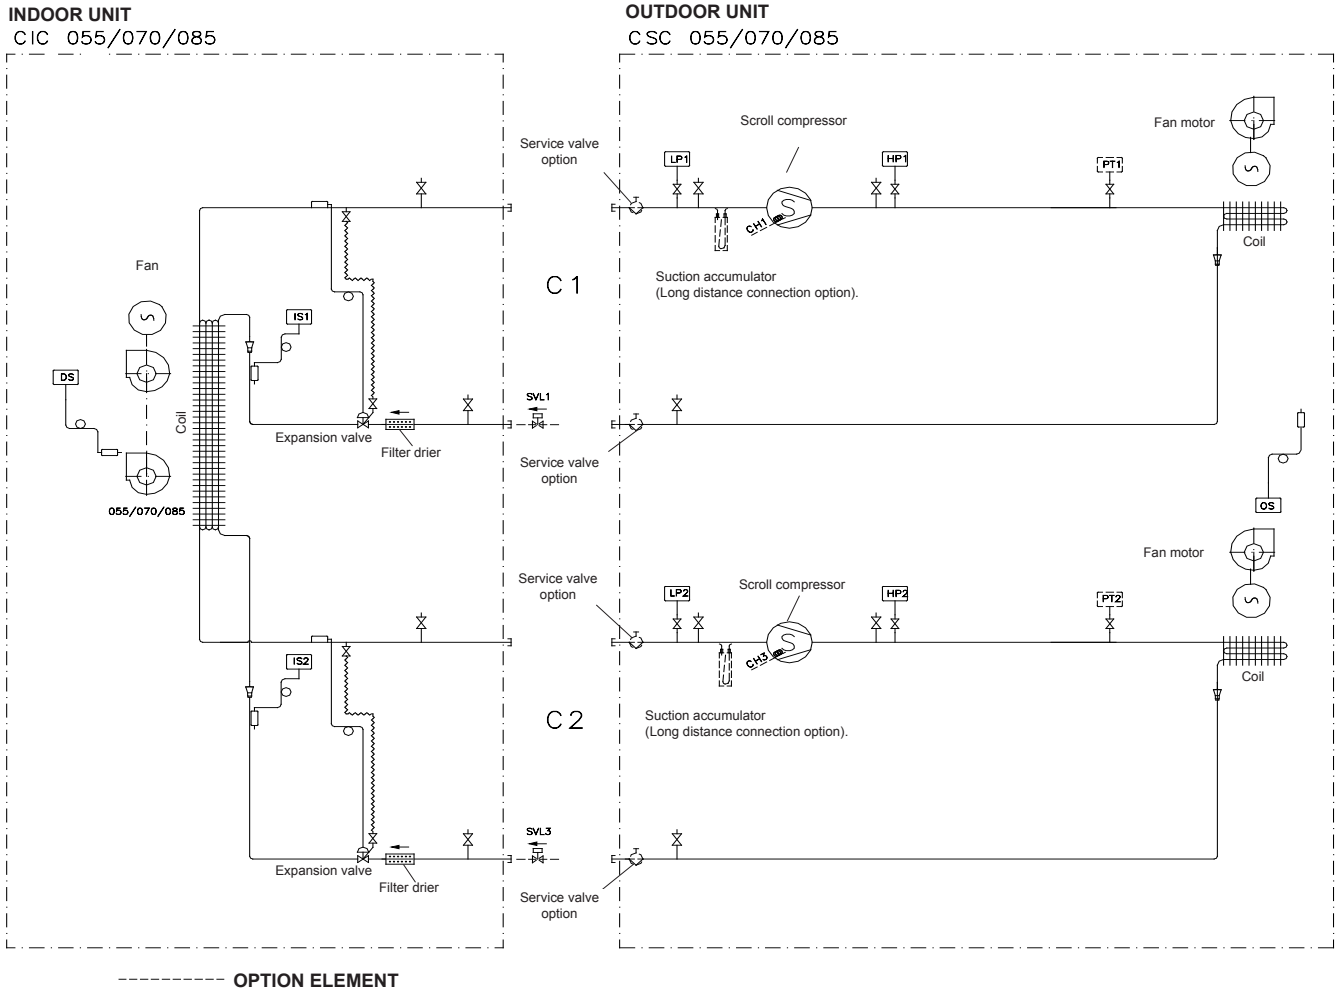 INDOOR UNIT
CIC 055/070/085
OUTDOOR UNIT
CSC 055/070/085
Service valve
option
LP1
Scroll compressor
HP1
PT1
Fan motor
S
CH1
S
Coil
Fan
S
IS1
C1
Suction accumulator
(Long distance connection option).
DS
Coil
SVL1
Expansion valve
Filter drier
Service valve
option
055/070/085
OS
Fan motor
S
Service valve
option
LP2
Scroll compressor
HP2
PT2
S
CH3
Coil
IS2
C2
Suction accumulator
(Long distance connection option).
SVL3
Expansion valve
Filter drier
Service valve
option
OPTION ELEMENT